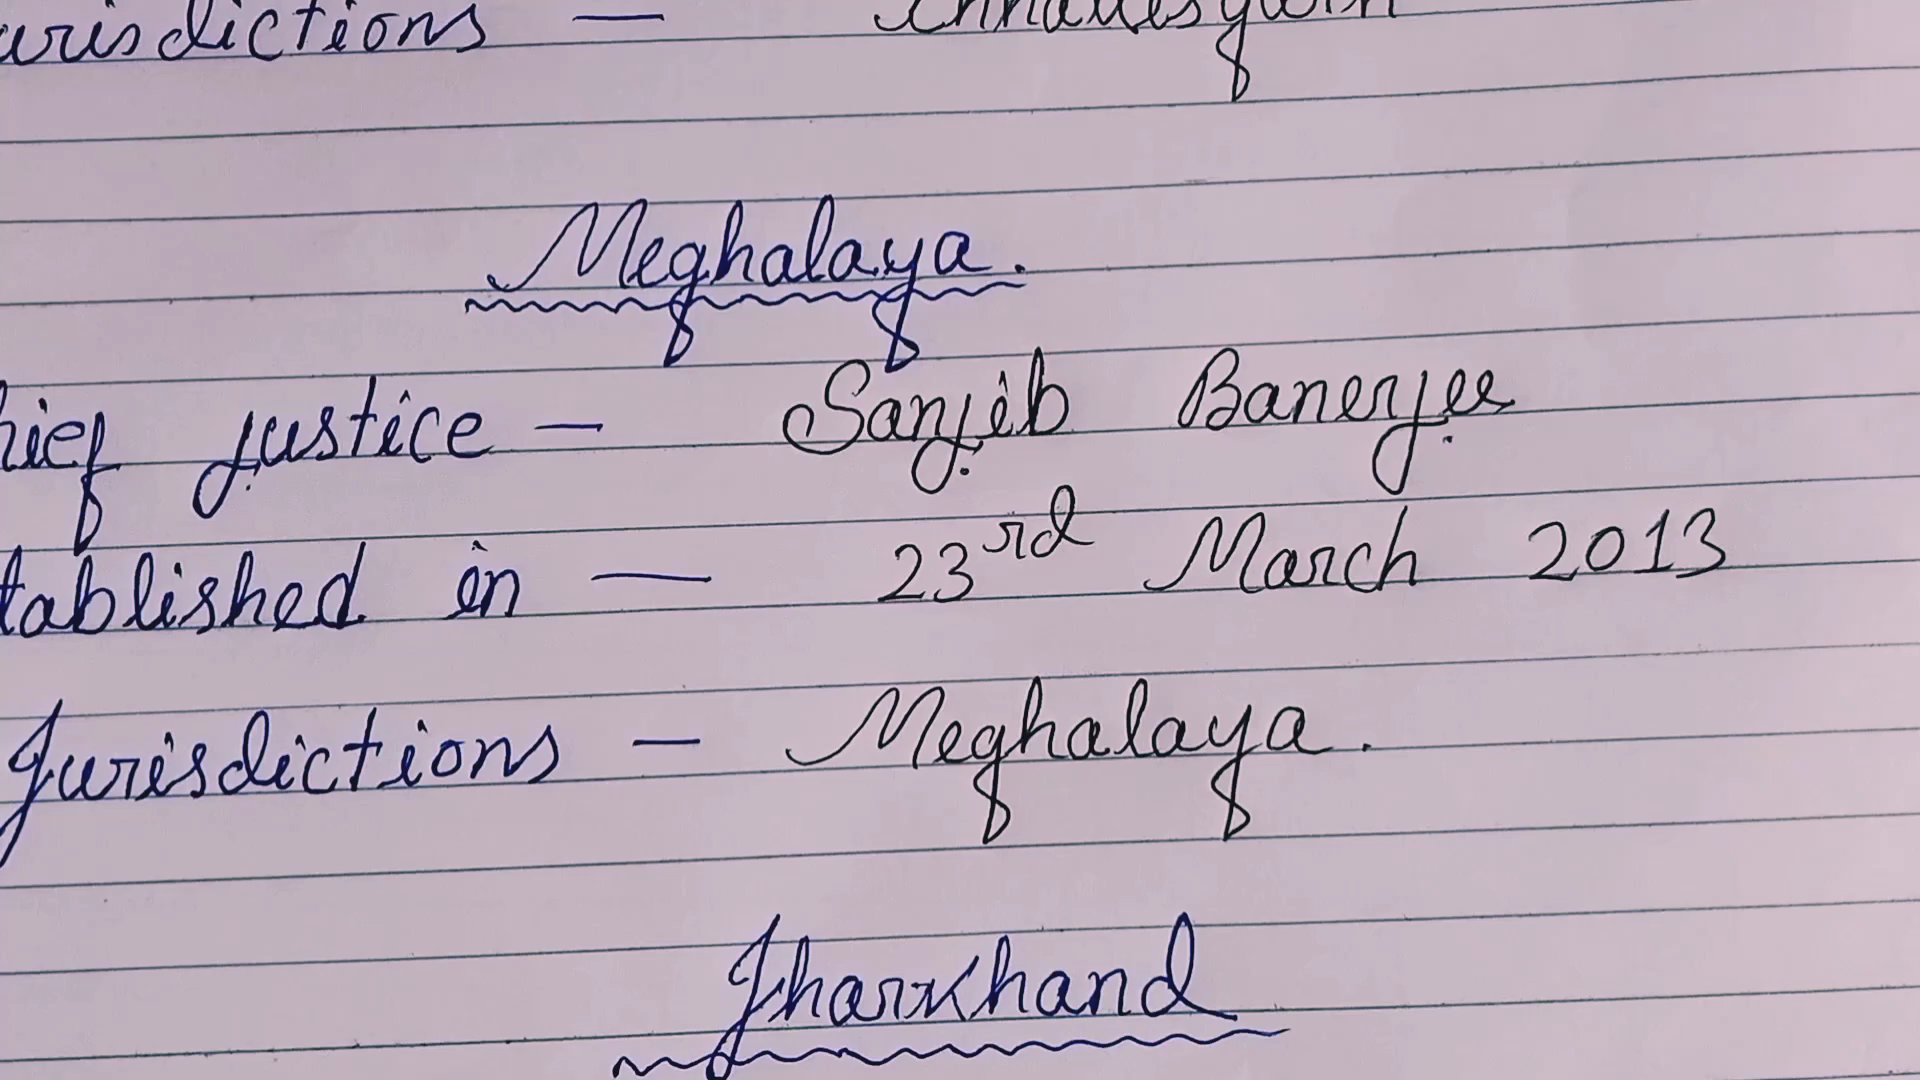 urisdictions —
Meghalaya.
hief justice — Sanjib Banerjee
tablished in — 23rd March 2013
Jurisdictions — Meghalaya.
Jharkhand